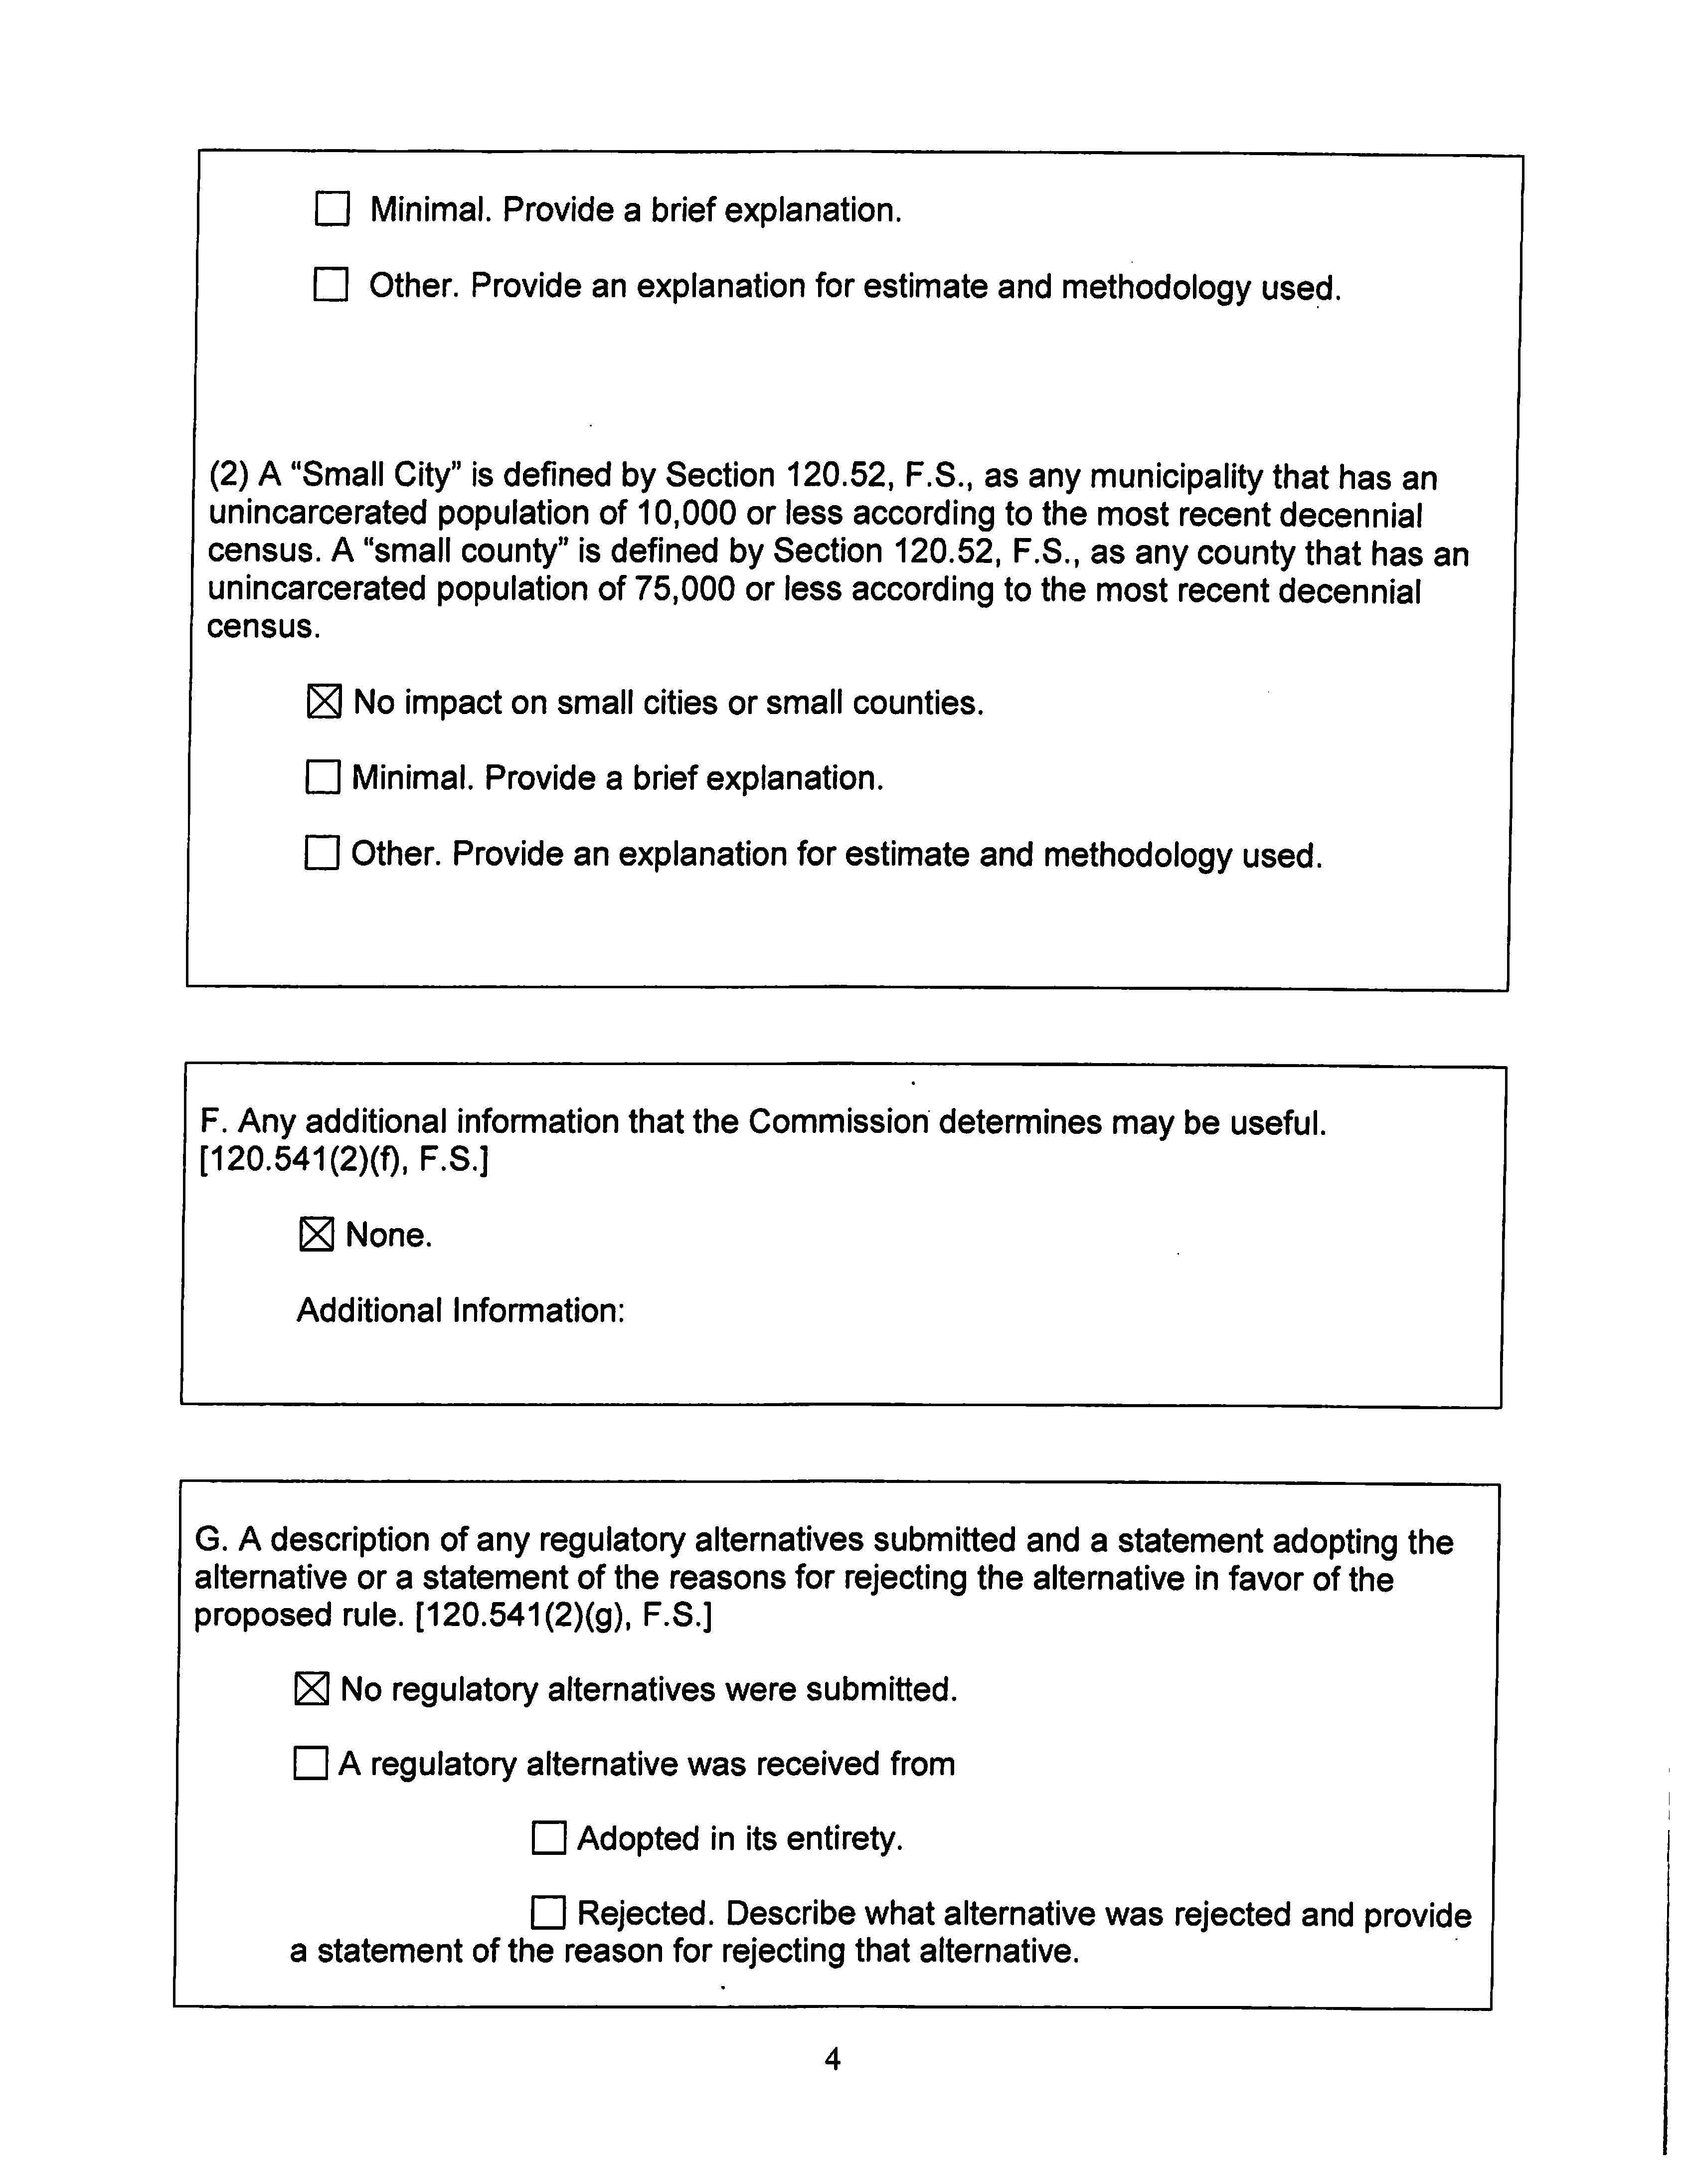 ☐ Minimal. Provide a brief explanation.
☐ Other. Provide an explanation for estimate and methodology used.
(2) A “Small City” is defined by Section 120.52, F.S., as any municipality that has an
unincarcerated population of 10,000 or less according to the most recent decennial
census. A “small county” is defined by Section 120.52, F.S., as any county that has an
unincarcerated population of 75,000 or less according to the most recent decennial
census.
☒ No impact on small cities or small counties.
☐ Minimal. Provide a brief explanation.
☐ Other. Provide an explanation for estimate and methodology used.
F. Any additional information that the Commission determines may be useful.
[120.541(2)(f), F.S.]
☒ None.
Additional Information:
G. A description of any regulatory alternatives submitted and a statement adopting the
alternative or a statement of the reasons for rejecting the alternative in favor of the
proposed rule. [120.541(2)(g), F.S.]
☒ No regulatory alternatives were submitted.
☐ A regulatory alternative was received from
☐ Adopted in its entirety.
☐ Rejected. Describe what alternative was rejected and provide
a statement of the reason for rejecting that alternative.
4